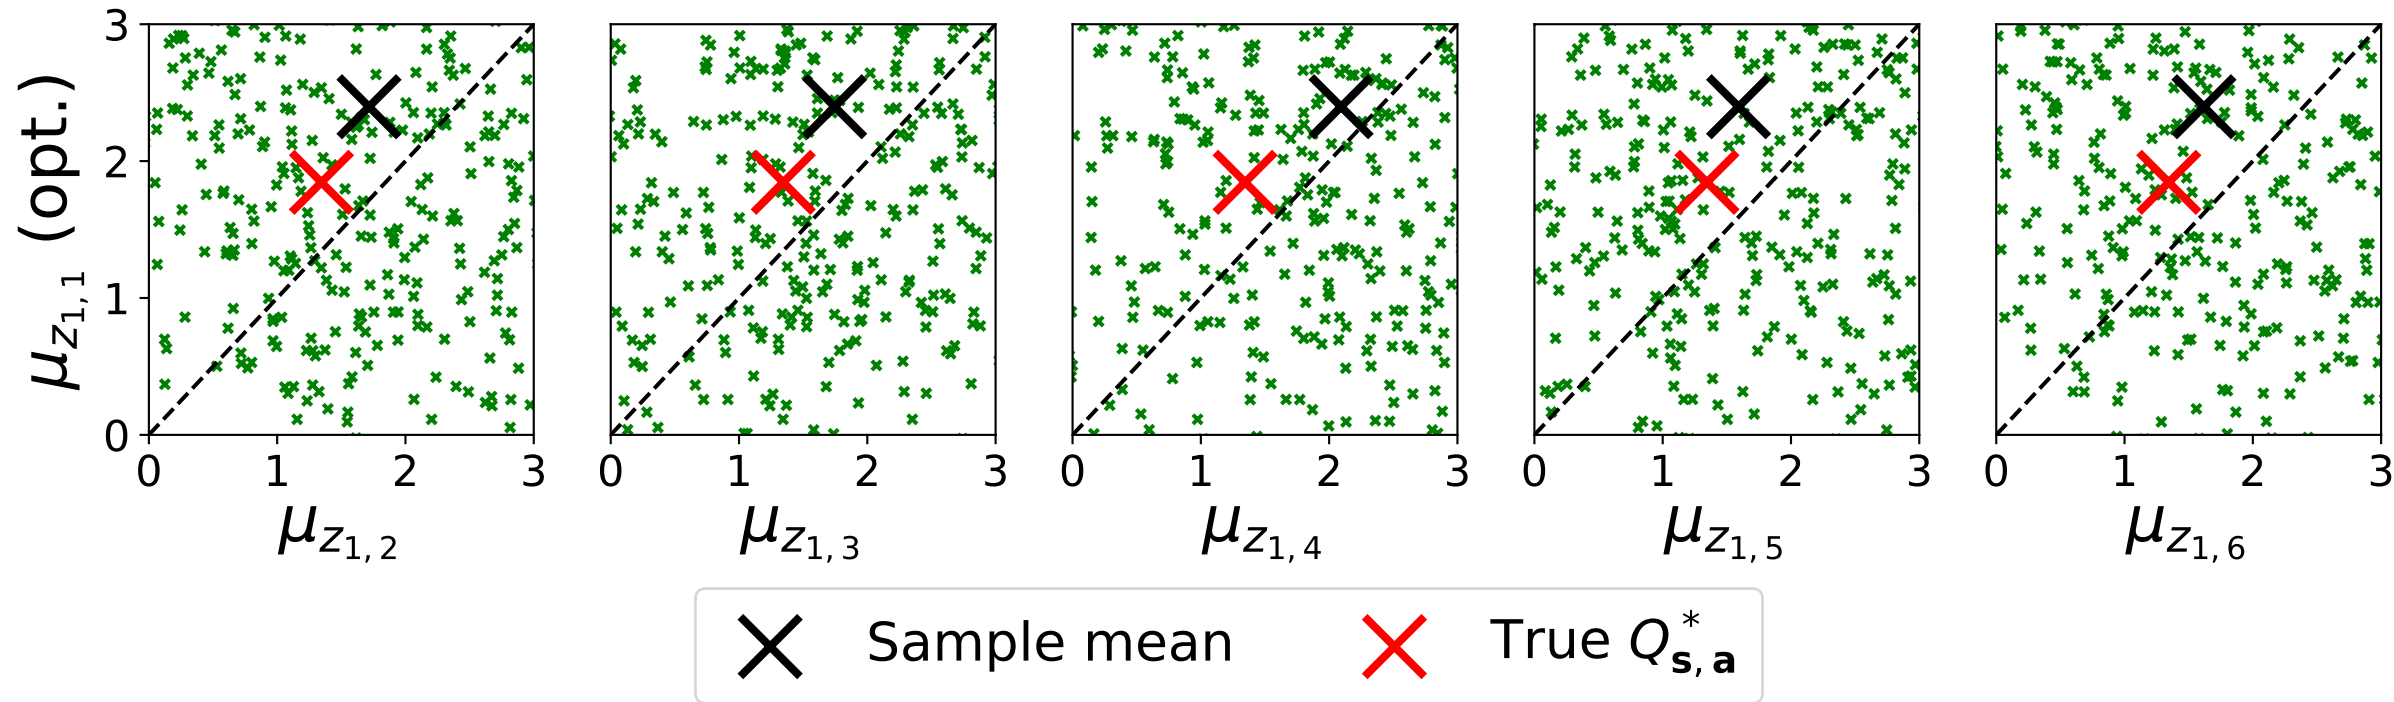 μ_{z_{1,1}} (opt.)
3
2
1
0
0 1 2 3
0 1 2 3
0 1 2 3
0 1 2 3
0 1 2 3
μ_{z_{1,2}}
μ_{z_{1,3}}
μ_{z_{1,4}}
μ_{z_{1,5}}
μ_{z_{1,6}}
Sample mean
True Q^*_{s,a}